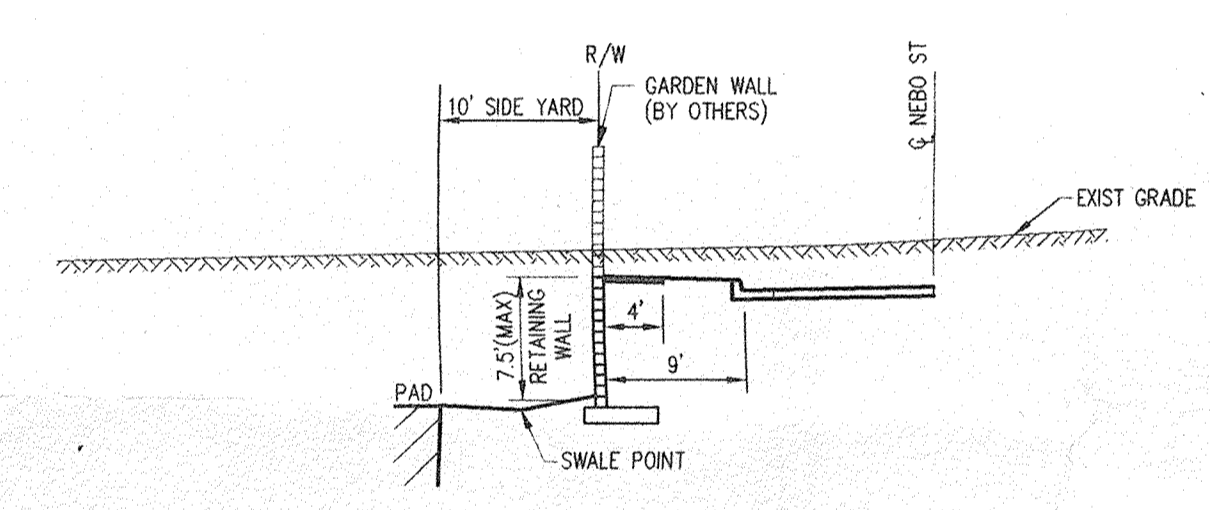 R/W
GARDEN WALL
(BY OTHERS)
10' SIDE YARD
℄ NEBO ST
EXIST GRADE
7.5'(MAX)
RETAINING
WALL
4'
9'
PAD
SWALE POINT